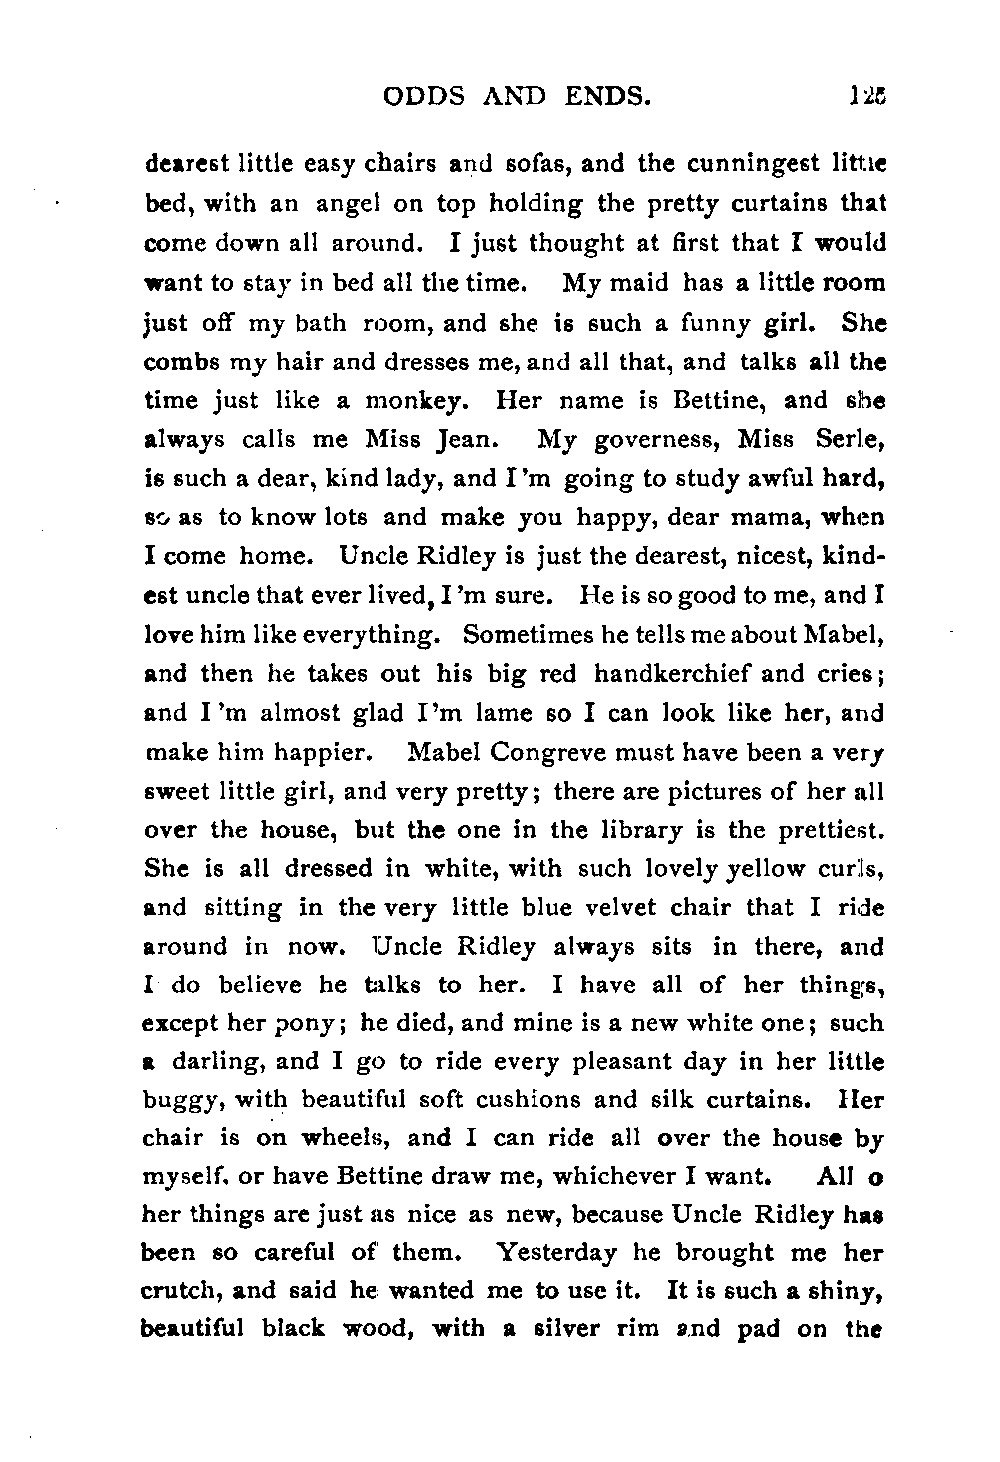 ODDS AND ENDS. 125
dearest little easy chairs and sofas, and the cunningest little
bed, with an angel on top holding the pretty curtains that
come down all around. I just thought at first that I would
want to stay in bed all the time. My maid has a little room
just off my bath room, and she is such a funny girl. She
combs my hair and dresses me, and all that, and talks all the
time just like a monkey. Her name is Bettine, and she
always calls me Miss Jean. My governess, Miss Serle,
is such a dear, kind lady, and I'm going to study awful hard,
so as to know lots and make you happy, dear mama, when
I come home. Uncle Ridley is just the dearest, nicest, kind-
est uncle that ever lived, I'm sure. He is so good to me, and I
love him like everything. Sometimes he tells me about Mabel,
and then he takes out his big red handkerchief and cries;
and I'm almost glad I'm lame so I can look like her, and
make him happier. Mabel Congreve must have been a very
sweet little girl, and very pretty; there are pictures of her all
over the house, but the one in the library is the prettiest.
She is all dressed in white, with such lovely yellow curls,
and sitting in the very little blue velvet chair that I ride
around in now. Uncle Ridley always sits in there, and
I do believe he talks to her. I have all of her things,
except her pony; he died, and mine is a new white one; such
a darling, and I go to ride every pleasant day in her little
buggy, with beautiful soft cushions and silk curtains. Her
chair is on wheels, and I can ride all over the house by
myself, or have Bettine draw me, whichever I want. All o
her things are just as nice as new, because Uncle Ridley has
been so careful of them. Yesterday he brought me her
crutch, and said he wanted me to use it. It is such a shiny,
beautiful black wood, with a silver rim and pad on the